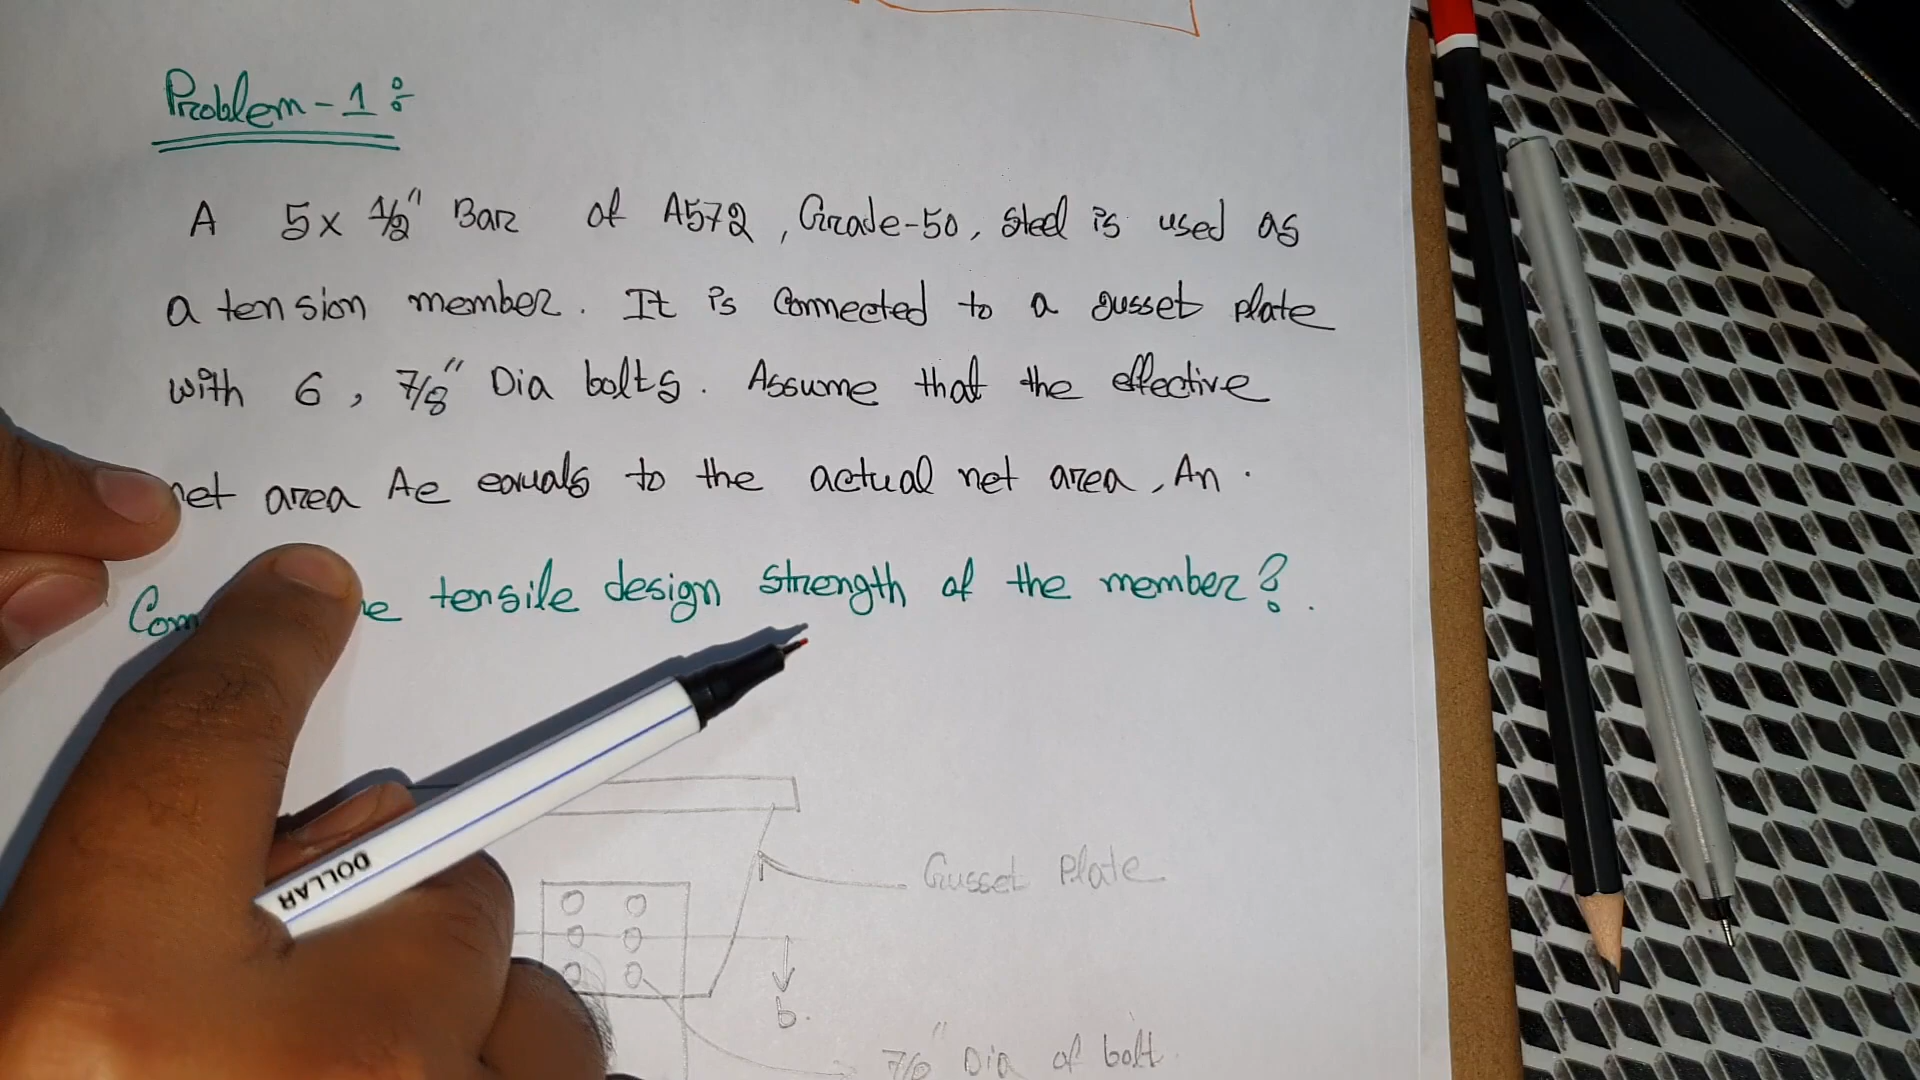 Problem-1:
A 5x 1/2" Bar of A572, Grade-50, Steel is used as
a tension member. It is Connected to a gusset plate
with 6, 7/8" Dia bolts. Assume that the effective
net area Ae equals to the actual net area, An.
tensile design Strength of the member?.
DOLLAR
Gusset Plate
b.
7/8" Dia of bolt.